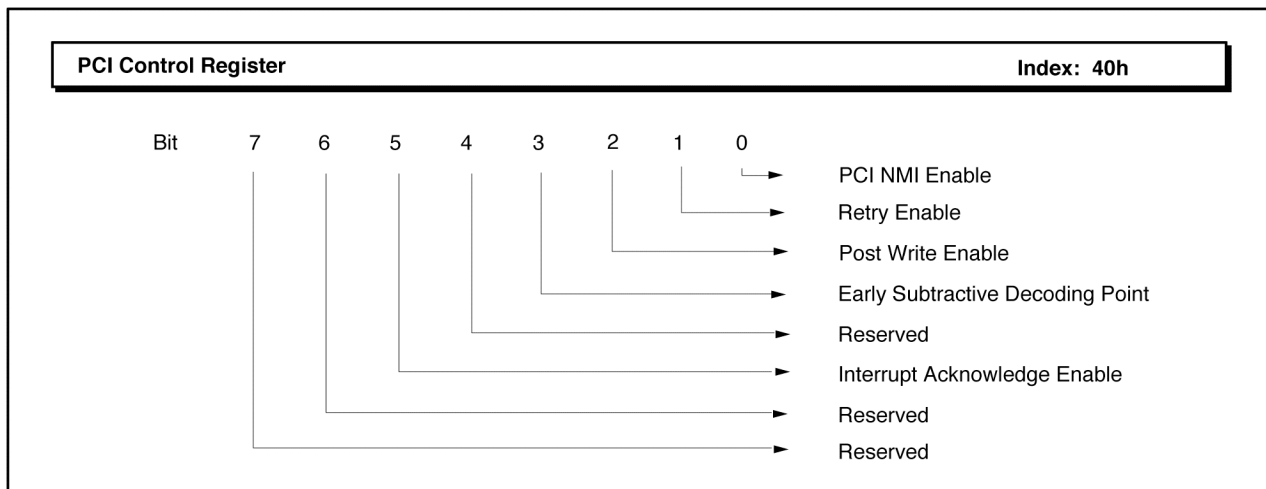 PCI Control Register Index: 40h
Bit 7 6 5 4 3 2 1 0
PCI NMI Enable
Retry Enable
Post Write Enable
Early Subtractive Decoding Point
Reserved
Interrupt Acknowledge Enable
Reserved
Reserved